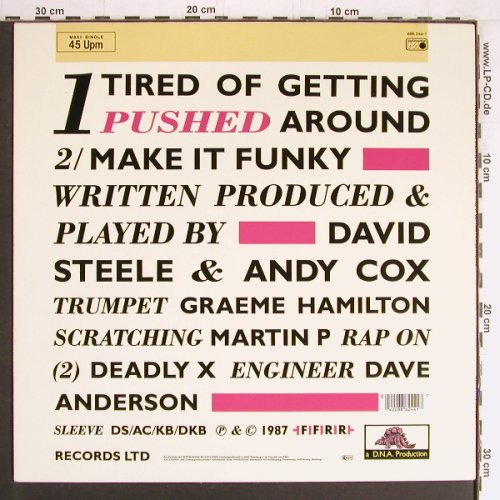 30 cm
20 cm
10 cm
MAXI-SINGLE
45 Upm
1 TIRED OF GETTING
PUSHED AROUND
2/ MAKE IT FUNKY
WRITTEN PRODUCED &
PLAYED BY DAVID
STEELE & ANDY COX
TRUMPET GRAEME HAMILTON
SCRATCHING MARTIN P RAP ON
(2) DEADLY X ENGINEER DAVE
ANDERSON
SLEEVE DS/AC/KB/DKB Ⓟ & © 1987 FFRR
RECORDS LTD
a D.N.A. Production
www.LP-CD.de
10 cm
20 cm
30 cm